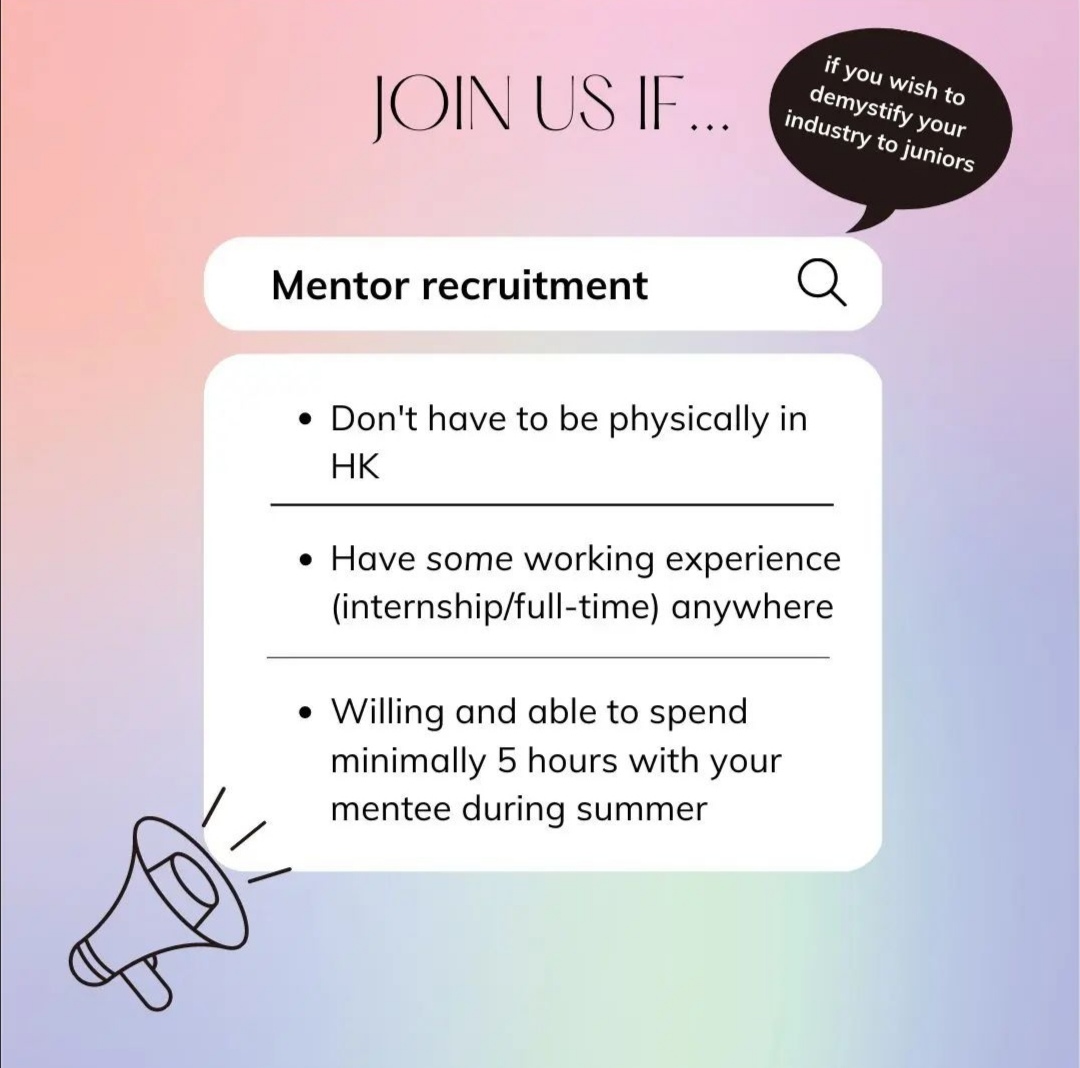 JOIN US IF...
if you wish to
demystify your
industry to juniors
Mentor recruitment
• Don't have to be physically in
HK
• Have some working experience
(internship/full-time) anywhere
• Willing and able to spend
minimally 5 hours with your
mentee during summer